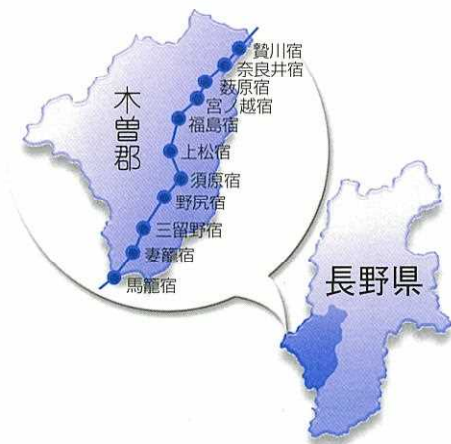 贄川宿
奈良井宿
薮原宿
宮ノ越宿
福島宿
上松宿
須原宿
野尻宿
三留野宿
妻籠宿
馬籠宿
木曽郡
長野県